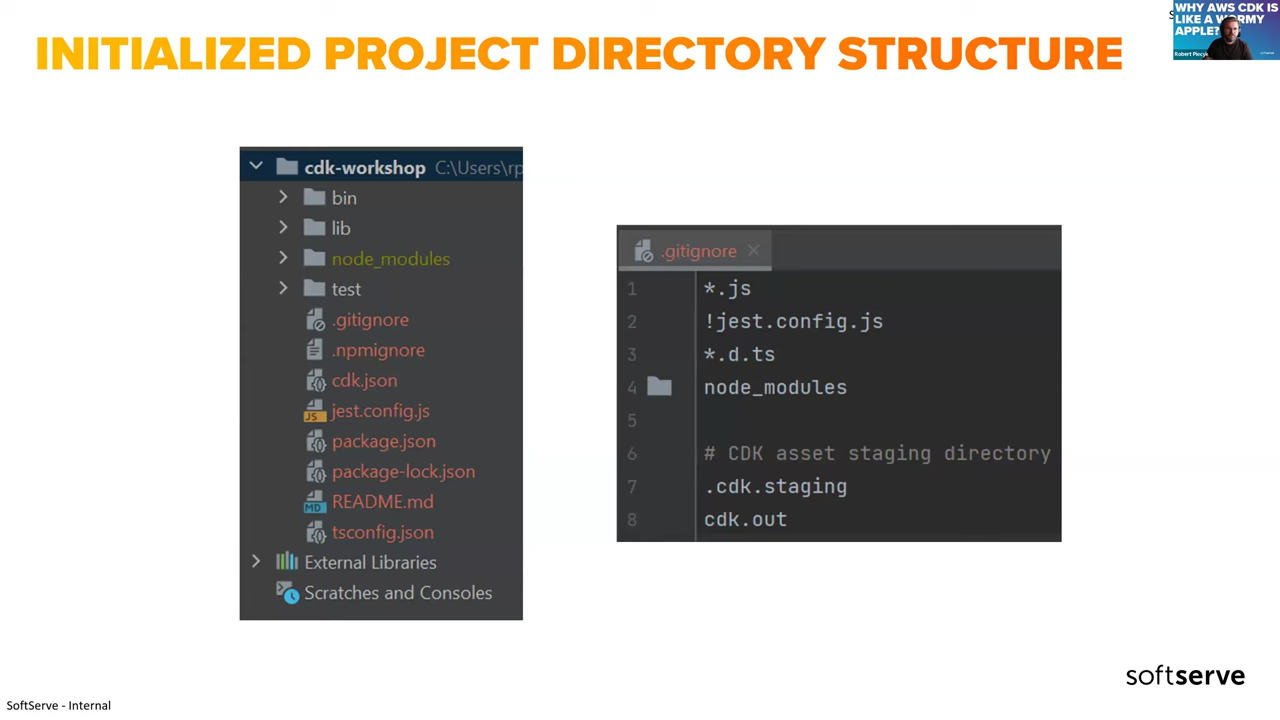 INITIALIZED PROJECT DIRECTORY STRUCTURE
WHY AWS CDK IS
LIKE A WORMY
APPLE?
Robert
cdk-workshop C:\Users\rp
bin
lib
node_modules
test
.gitignore
.npmignore
cdk.json
jest.config.js
package.json
package-lock.json
README.md
tsconfig.json
External Libraries
Scratches and Consoles
.gitignore
1 *.js
2 !jest.config.js
3 *.d.ts
4 node_modules
5
6 # CDK asset staging directory
7 .cdk.staging
8 cdk.out
softserve
SoftServe - Internal